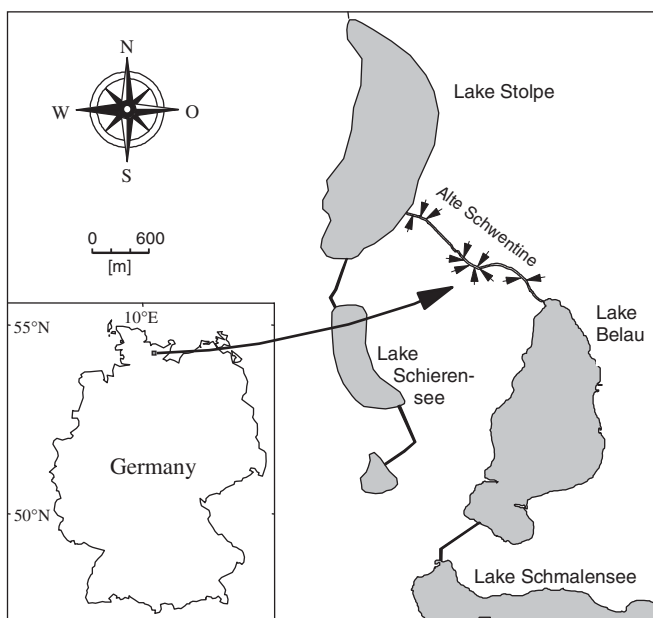 N
W
O
S
0
600
[m]
Lake Stolpe
Alte Schwentine
Lake
Belau
Lake
Schieren-
see
Lake Schmalensee
10°E
55°N
Germany
50°N